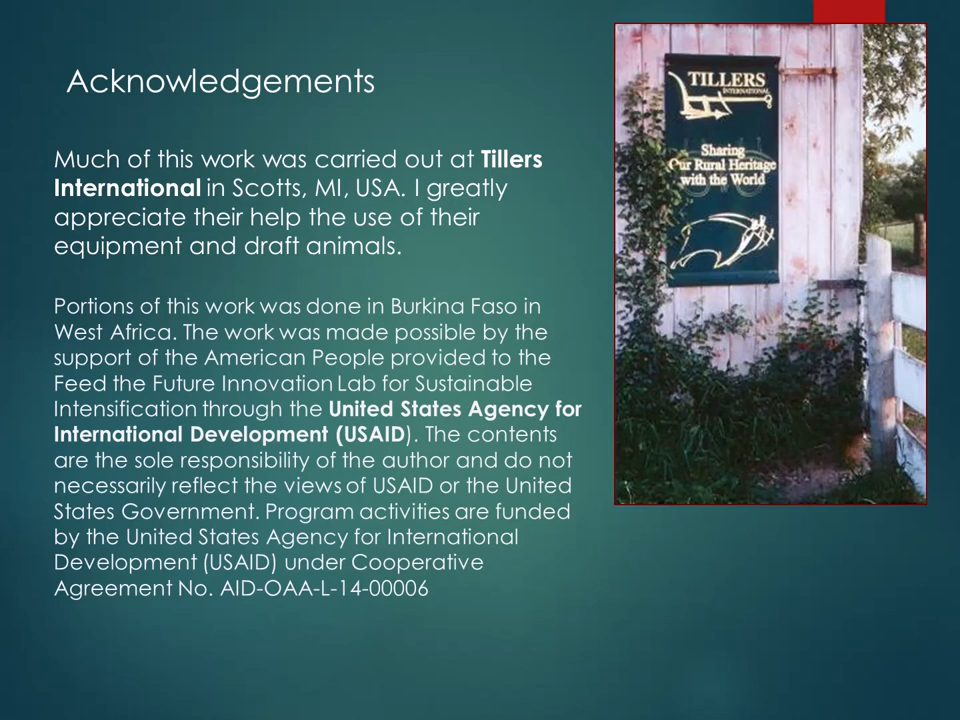 Acknowledgements
Much of this work was carried out at Tillers
International in Scotts, MI, USA. I greatly
appreciate their help the use of their
equipment and draft animals.
Portions of this work was done in Burkina Faso in
West Africa. The work was made possible by the
support of the American People provided to the
Feed the Future Innovation Lab for Sustainable
Intensification through the United States Agency for
International Development (USAID). The contents
are the sole responsibility of the author and do not
necessarily reflect the views of USAID or the United
States Government. Program activities are funded
by the United States Agency for International
Development (USAID) under Cooperative
Agreement No. AID-OAA-L-14-00006
TILLERS
INTERNATIONAL
Sharing
Our Rural Heritage
with the World